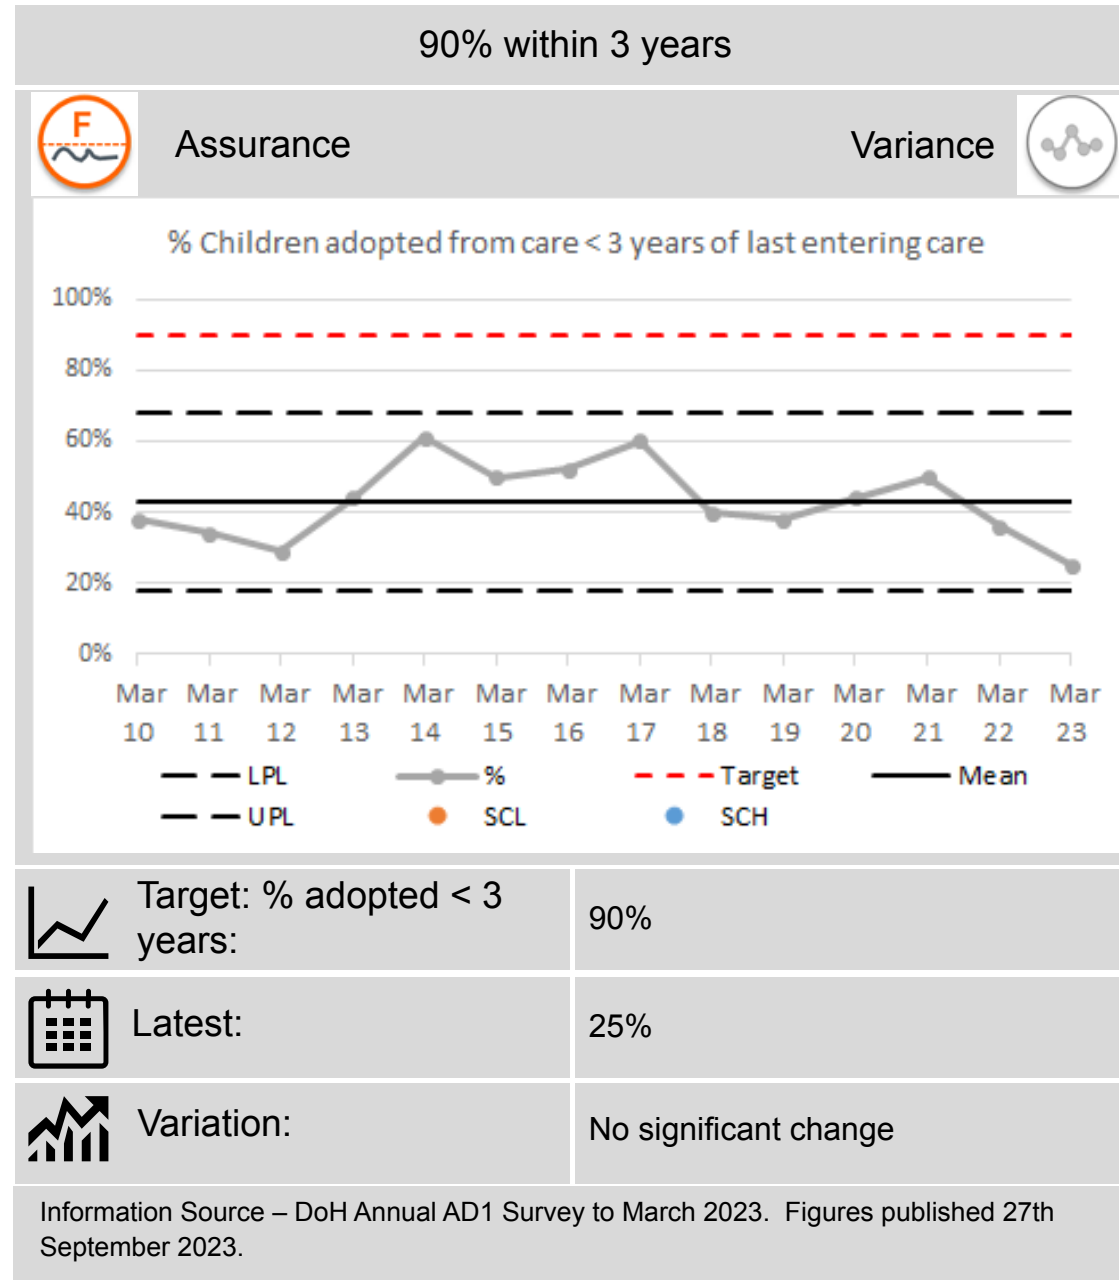 90% within 3 years
F
Assurance
Variance
% Children adopted from care < 3 years of last entering care
100%
80%
60%
40%
20%
0%
Mar Mar Mar Mar Mar Mar Mar Mar Mar Mar Mar Mar Mar Mar
10 11 12 13 14 15 16 17 18 19 20 21 22 23
LPL % Target Mean
UPL SCL SCH
Target: % adopted < 3
years:
90%
Latest:
25%
Variation:
No significant change
Information Source – DoH Annual AD1 Survey to March 2023.  Figures published 27th
September 2023.